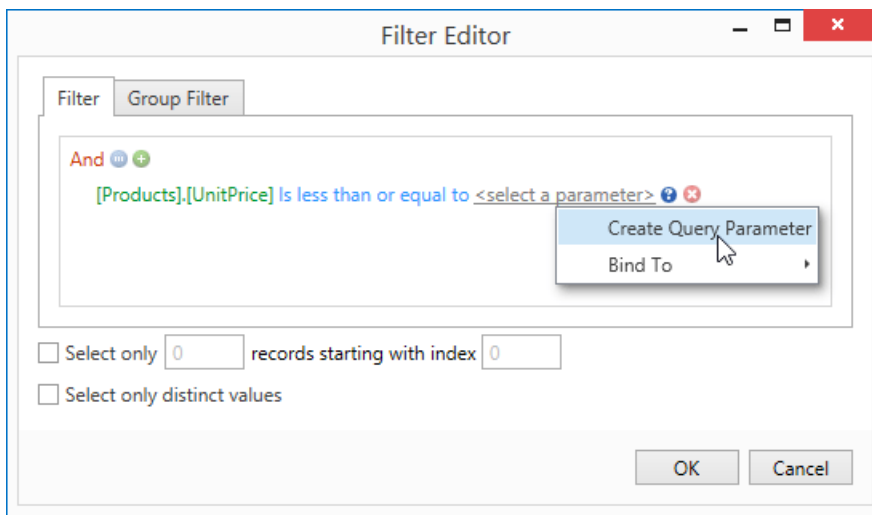 Filter Editor
Filter Group Filter
And
[Products].[UnitPrice] Is less than or equal to <select a parameter>
Create Query Parameter
Bind To
Select only 0 records starting with index 0
Select only distinct values
OK Cancel